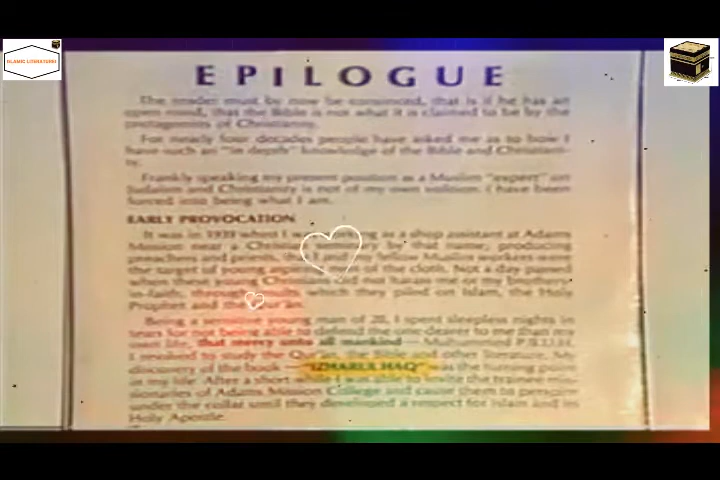 ISLAMIC LITERATURE
EPILOGUE
The reader must by now be convinced, that is if he has an
open mind, that the Bible is not what it is claimed to be by the
protagonists of Christianity.
For nearly four decades people have asked me as to how I
have such an "in depth" knowledge of the Bible and Christiani-
ty.
Frankly speaking my present position as a Muslim "expert" on
Judaism and Christianity is not of my own volition. I have been
forced into being what I am.
EARLY PROVOCATION
It was in 1939 when I was working as a shop assistant at Adams
Mission near a Christian seminary by that name; producing
preachers and priests, that I and my fellow Muslim workers were
the target of young aspiring men of the cloth. Not a day passed
when these young Christians did not harass me or my brothers-
in-faith, through insults which they piled on Islam, the Holy
Prophet and the Qur'an.
Being a sensitive young man of 20, I spent sleepless nights in
tears for not being able to defend the one dearer to me than my
own life, that mercy unto all mankind — Muhummed P.B.U.H.
I resolved to study the Qur'an, the Bible and other literature. My
discovery of the book — "IZHARUL HAQ" — was the turning point
in my life. After a short while I was able to invite the trainee mis-
sionaries of Adams Mission College and cause them to perspire
under the collar until they developed a respect for Islam and its
Holy Apostle.